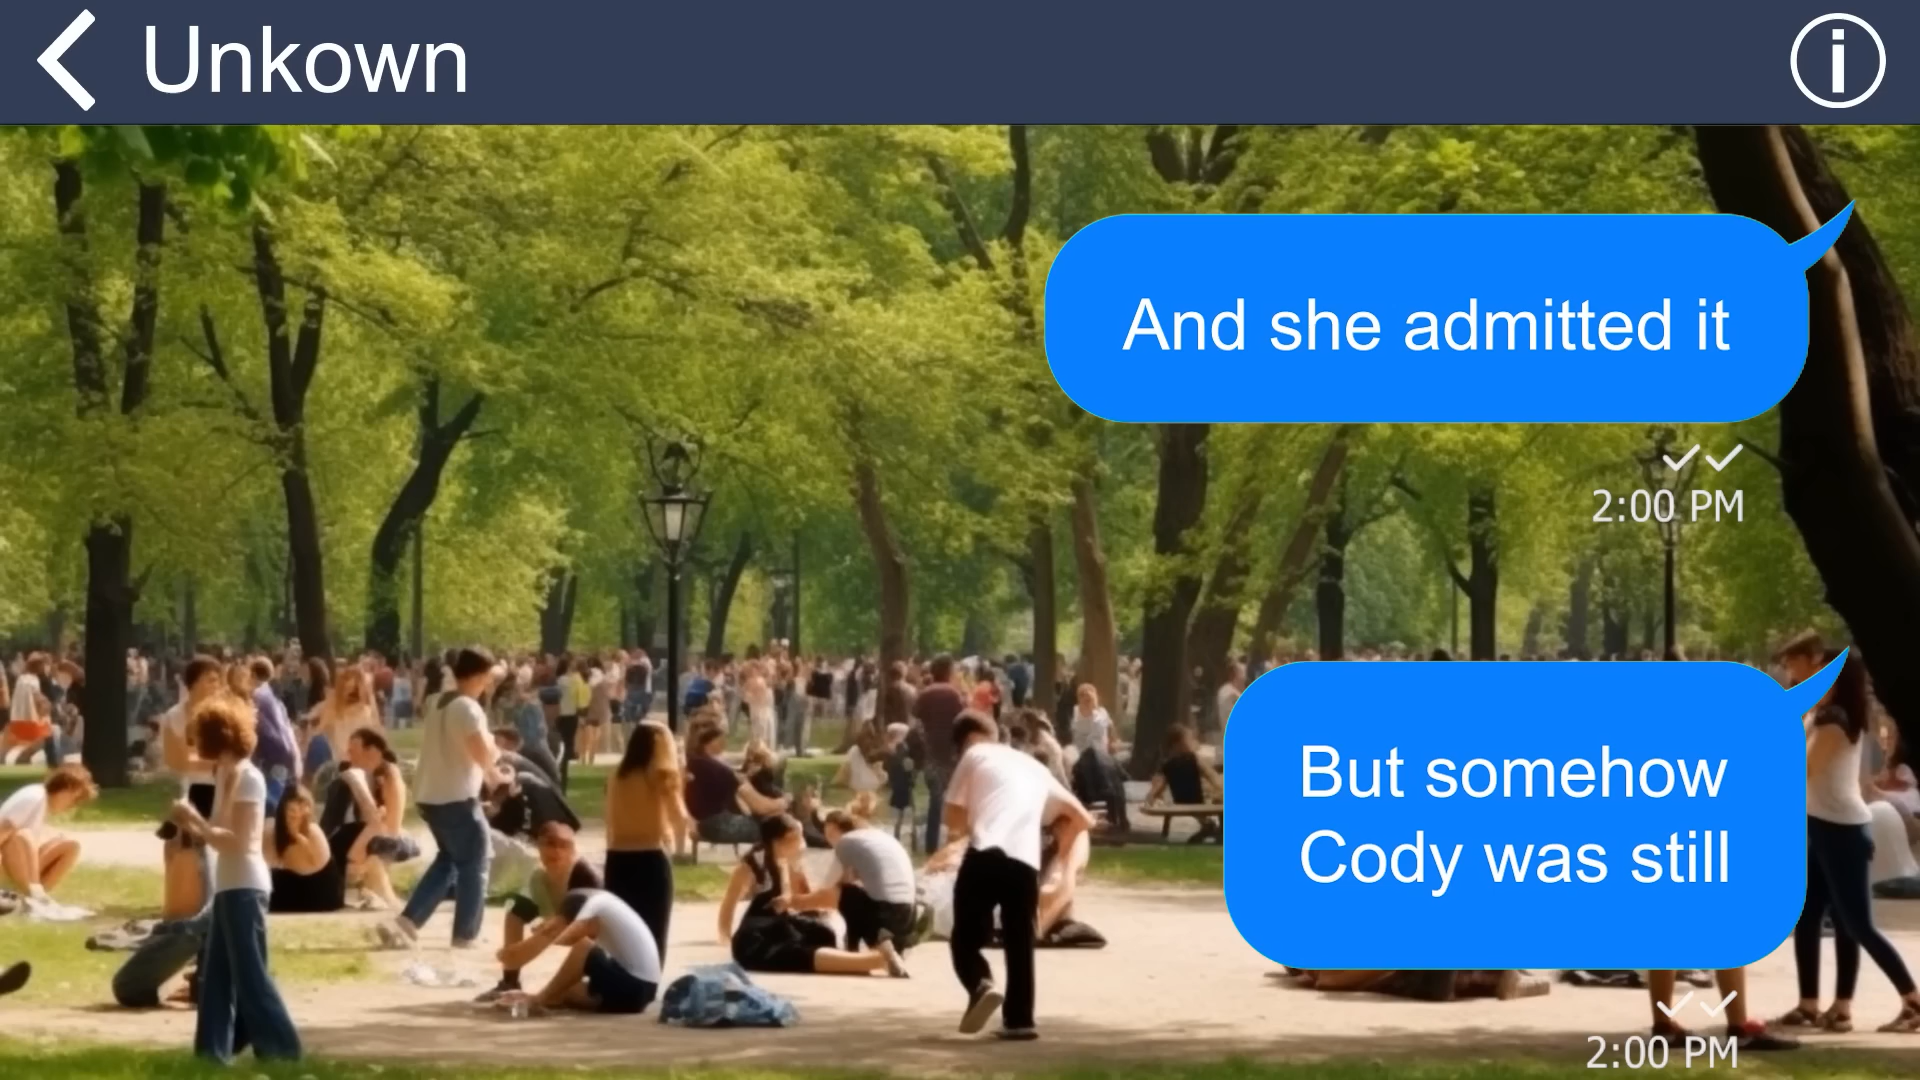 Unkown
And she admitted it
2:00 PM
But somehow
Cody was still
2:00 PM